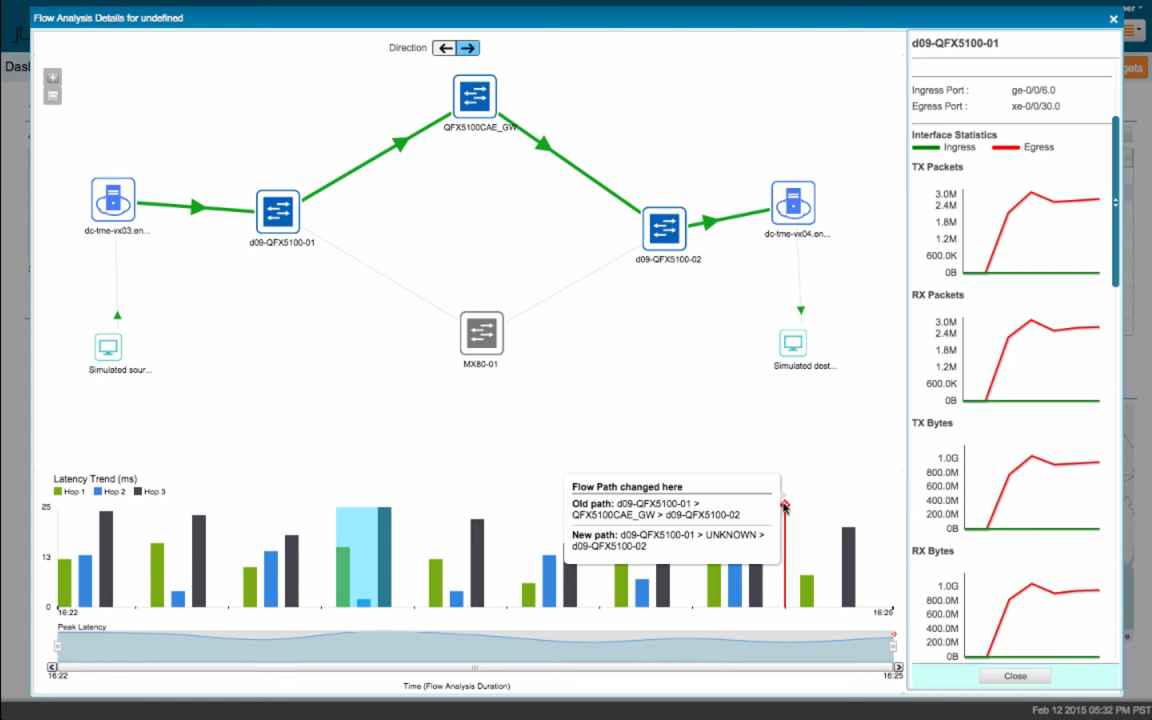 Flow Analysis Details for undefined
Direction
QFX5100CAE_GW
dc-tme-vx03.en...
d09-QFX5100-01
d09-QFX5100-02
dc-tme-vx04.en...
MX80-01
Simulated sour...
Simulated dest...
Latency Trend (ms)
Hop 1 Hop 2 Hop 3
25
13
0
16:22
16:25
Flow Path changed here
Old path: d09-QFX5100-01 >
QFX5100CAE_GW > d09-QFX5100-02
New path: d09-QFX5100-01 > UNKNOWN >
d09-QFX5100-02
Peak Latency
16:22
16:25
Time (Flow Analysis Duration)
d09-QFX5100-01
Ingress Port : ge-0/0/6.0
Egress Port : xe-0/0/30.0
Interface Statistics
Ingress Egress
TX Packets
3.0M
2.4M
1.8M
1.2M
600.0K
0B
RX Packets
3.0M
2.4M
1.8M
1.2M
600.0K
0B
TX Bytes
1.0G
800.0M
600.0M
400.0M
200.0M
0B
RX Bytes
1.0G
800.0M
600.0M
400.0M
200.0M
0B
Close
Feb 12 2015 05:32 PM PST